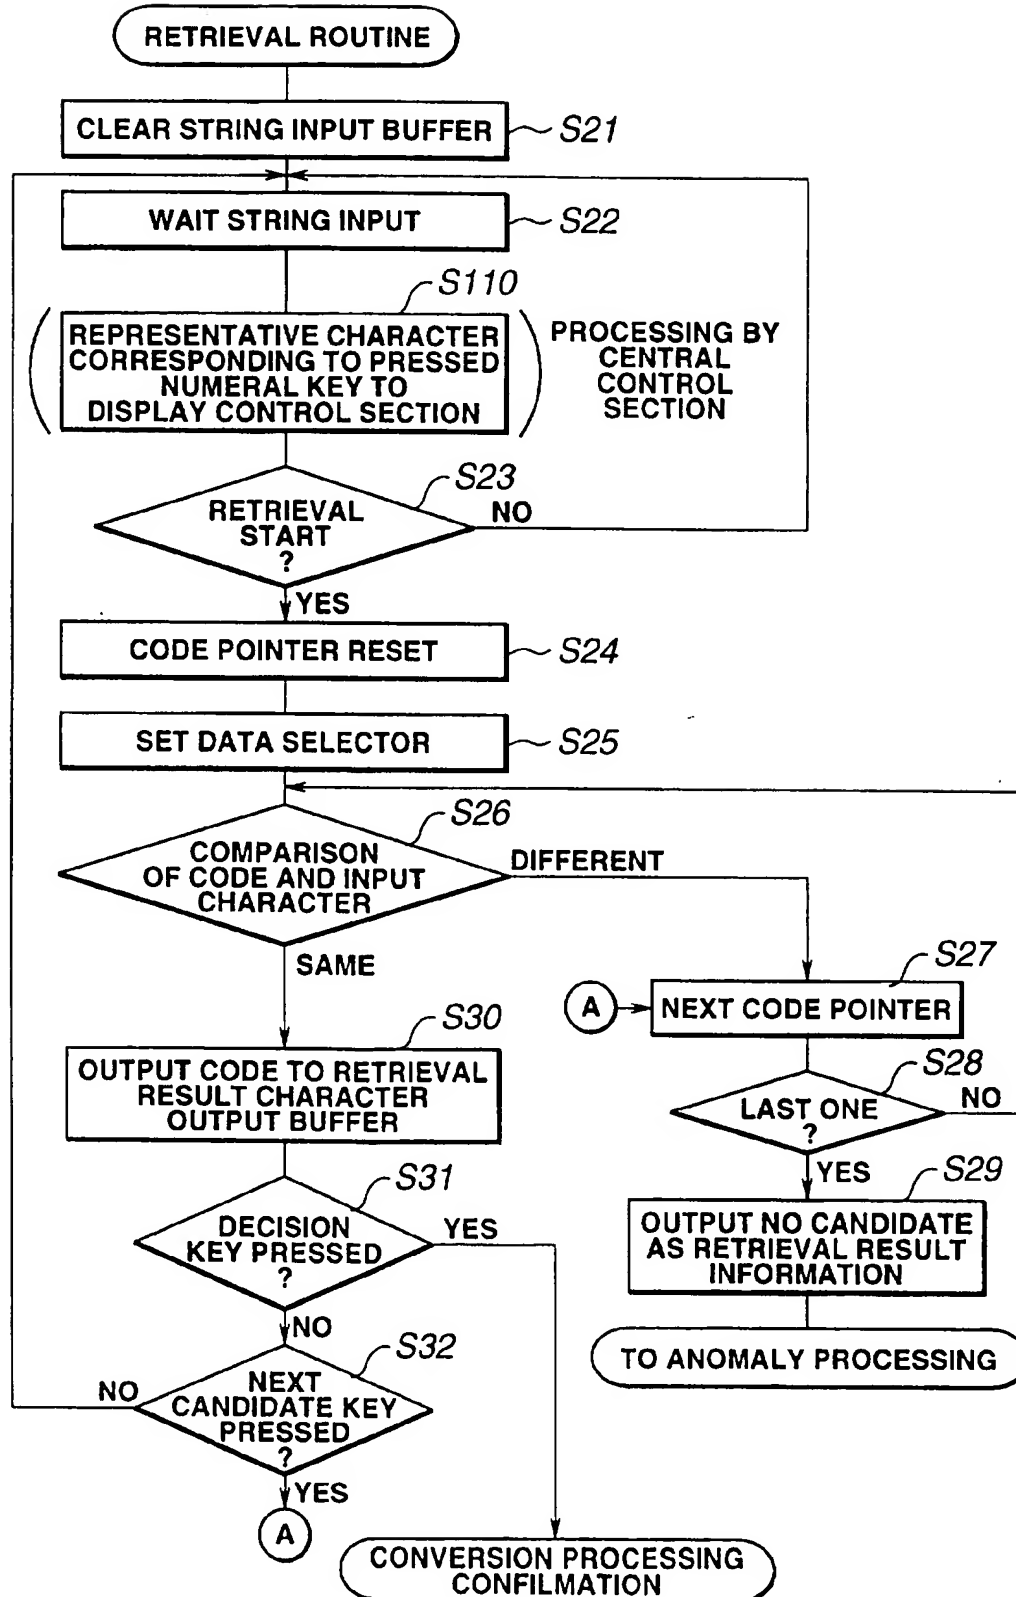 RETRIEVAL ROUTINE
CLEAR STRING INPUT BUFFER
S21
WAIT STRING INPUT
S22
S110
REPRESENTATIVE CHARACTER
CORRESPONDING TO PRESSED
NUMERAL KEY TO
DISPLAY CONTROL SECTION
PROCESSING BY
CENTRAL
CONTROL
SECTION
S23
RETRIEVAL
START
?
NO
YES
CODE POINTER RESET
S24
SET DATA SELECTOR
S25
S26
COMPARISON
OF CODE AND INPUT
CHARACTER
DIFFERENT
SAME
S27
A
NEXT CODE POINTER
S28
LAST ONE
?
NO
YES
S29
OUTPUT NO CANDIDATE
AS RETRIEVAL RESULT
INFORMATION
TO ANOMALY PROCESSING
S30
OUTPUT CODE TO RETRIEVAL
RESULT CHARACTER
OUTPUT BUFFER
S31
DECISION
KEY PRESSED
?
YES
NO
S32
NEXT
CANDIDATE KEY
PRESSED
?
NO
YES
A
CONVERSION PROCESSING
CONFILMATION